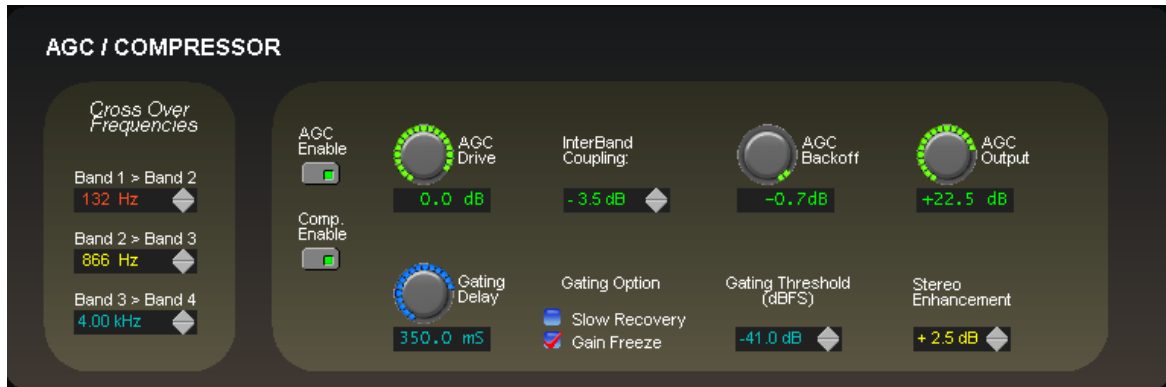 AGC / COMPRESSOR
Cross Over
Frequencies
Band 1 > Band 2
132 Hz
Band 2 > Band 3
866 Hz
Band 3 > Band 4
4.00 kHz
AGC
Enable
Comp.
Enable
AGC
Drive
0.0 dB
InterBand
Coupling:
- 3.5 dB
AGC
Backoff
-0.7dB
AGC
Output
+22.5 dB
Gating
Delay
350.0 mS
Gating Option
Slow Recovery
Gain Freeze
Gating Threshold
(dBFS)
-41.0 dB
Stereo
Enhancement
+ 2.5 dB